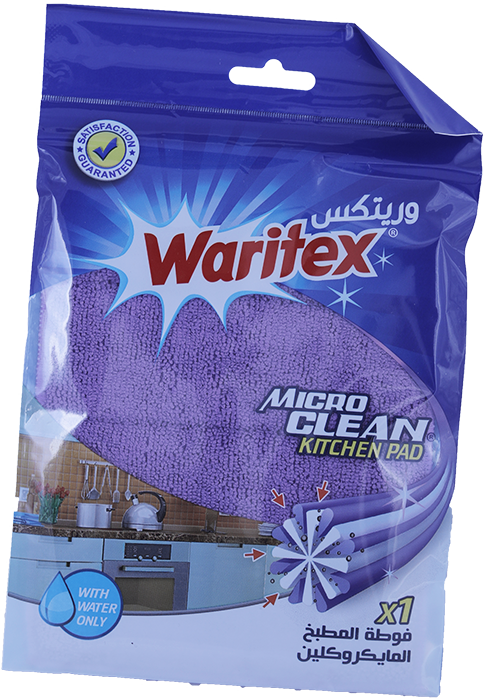 SATISFACTION
GUARANTEED
وريتكس
Waritex®
MICRO
CLEAN®
KITCHEN PAD
WITH
WATER
ONLY
x1
فوطة المطبخ
المايكروكلين